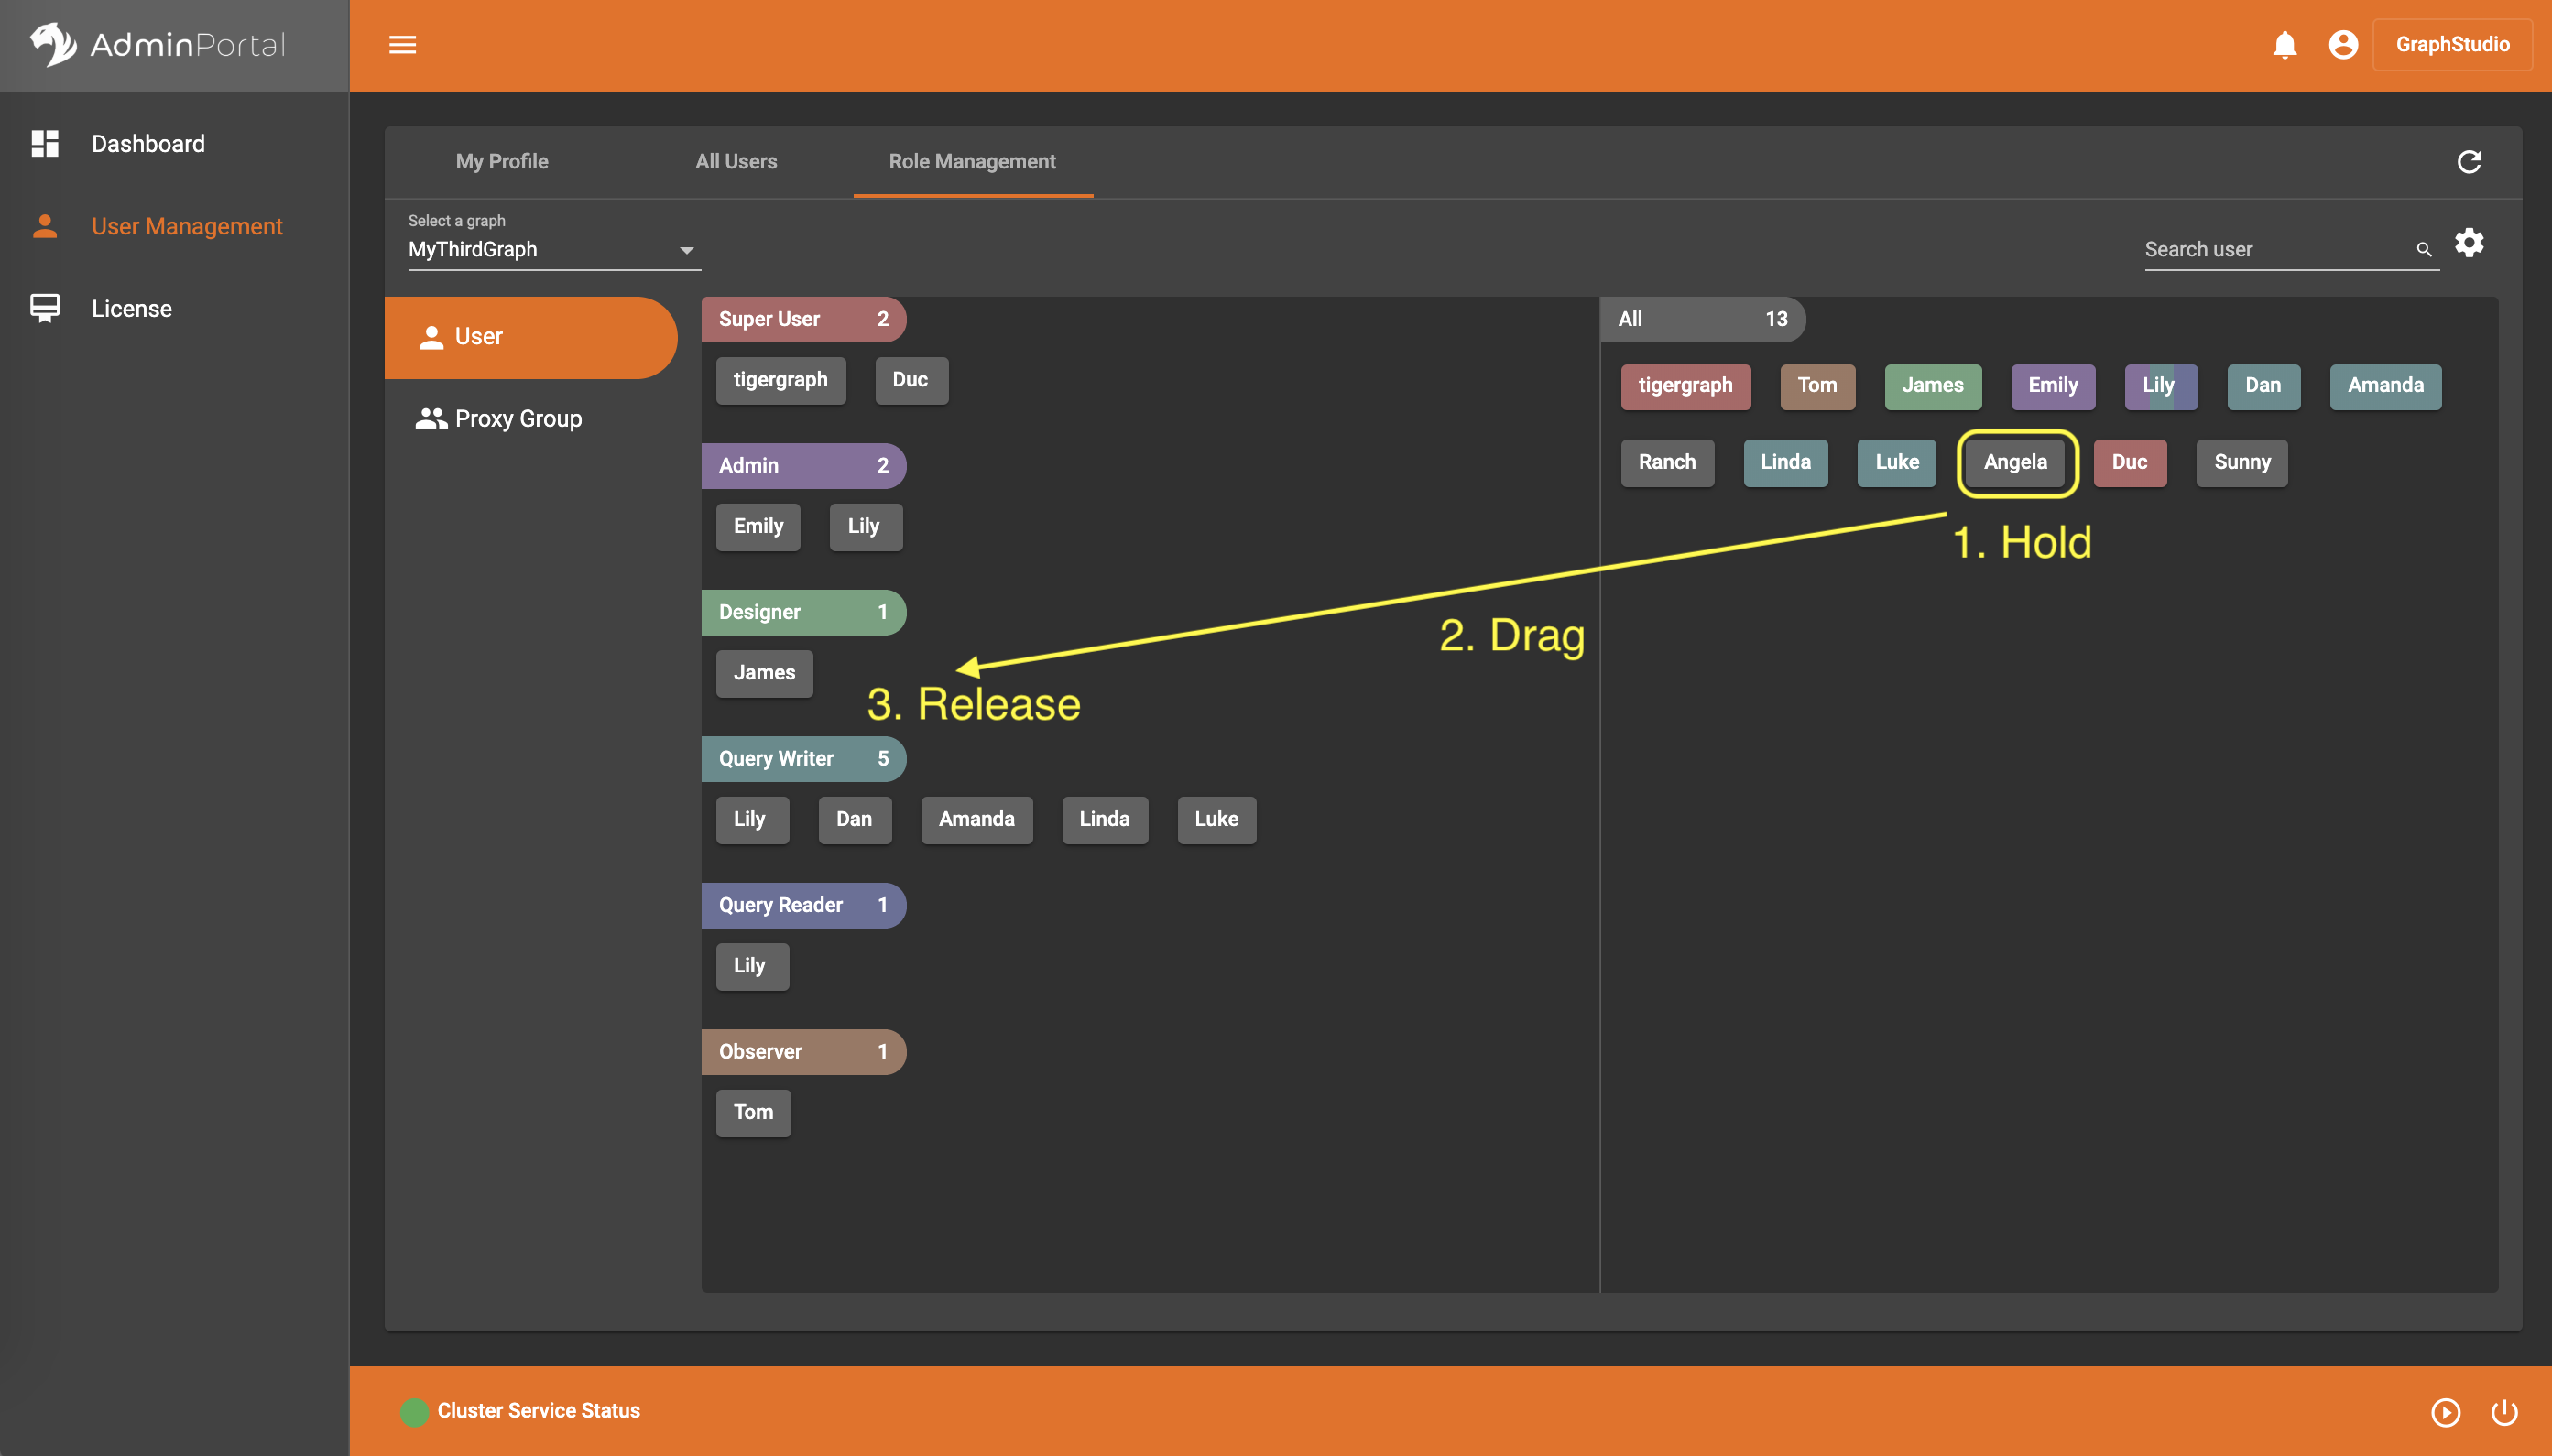 AdminPortal
GraphStudio
Dashboard
User Management
License
My Profile
All Users
Role Management
Select a graph
MyThirdGraph
Search user
User
Proxy Group
Super User 2
tigergraph Duc
Admin 2
Emily Lily
Designer 1
James
Query Writer 5
Lily Dan Amanda Linda Luke
Query Reader 1
Lily
Observer 1
Tom
All 13
tigergraph Tom James Emily Lily Dan Amanda
Ranch Linda Luke Angela Duc Sunny
1. Hold
2. Drag
3. Release
Cluster Service Status